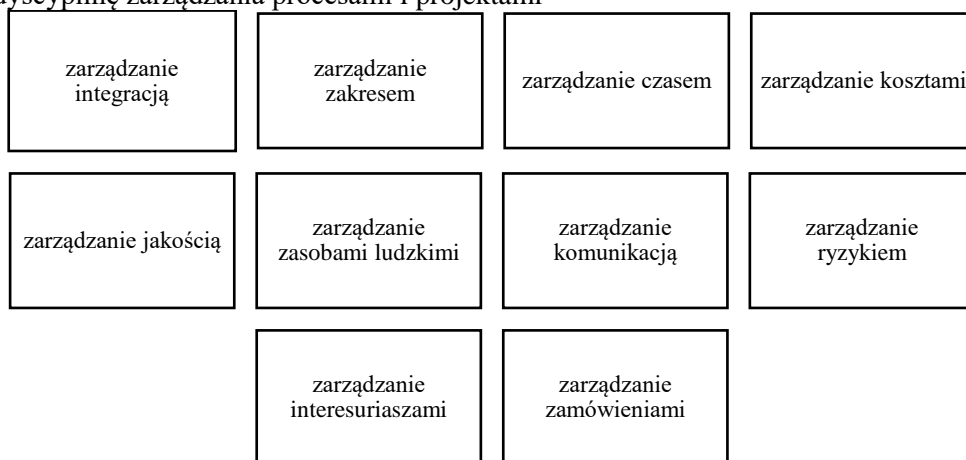 dyscyplinę zarządzania procesami i projektami
zarządzanie
integracją
zarządzanie
zakresem
zarządzanie czasem
zarządzanie kosztami
zarządzanie jakością
zarządzanie
zasobami ludzkimi
zarządzanie
komunikacją
zarządzanie
ryzykiem
zarządzanie
interesuriaszami
zarządzanie
zamówieniami